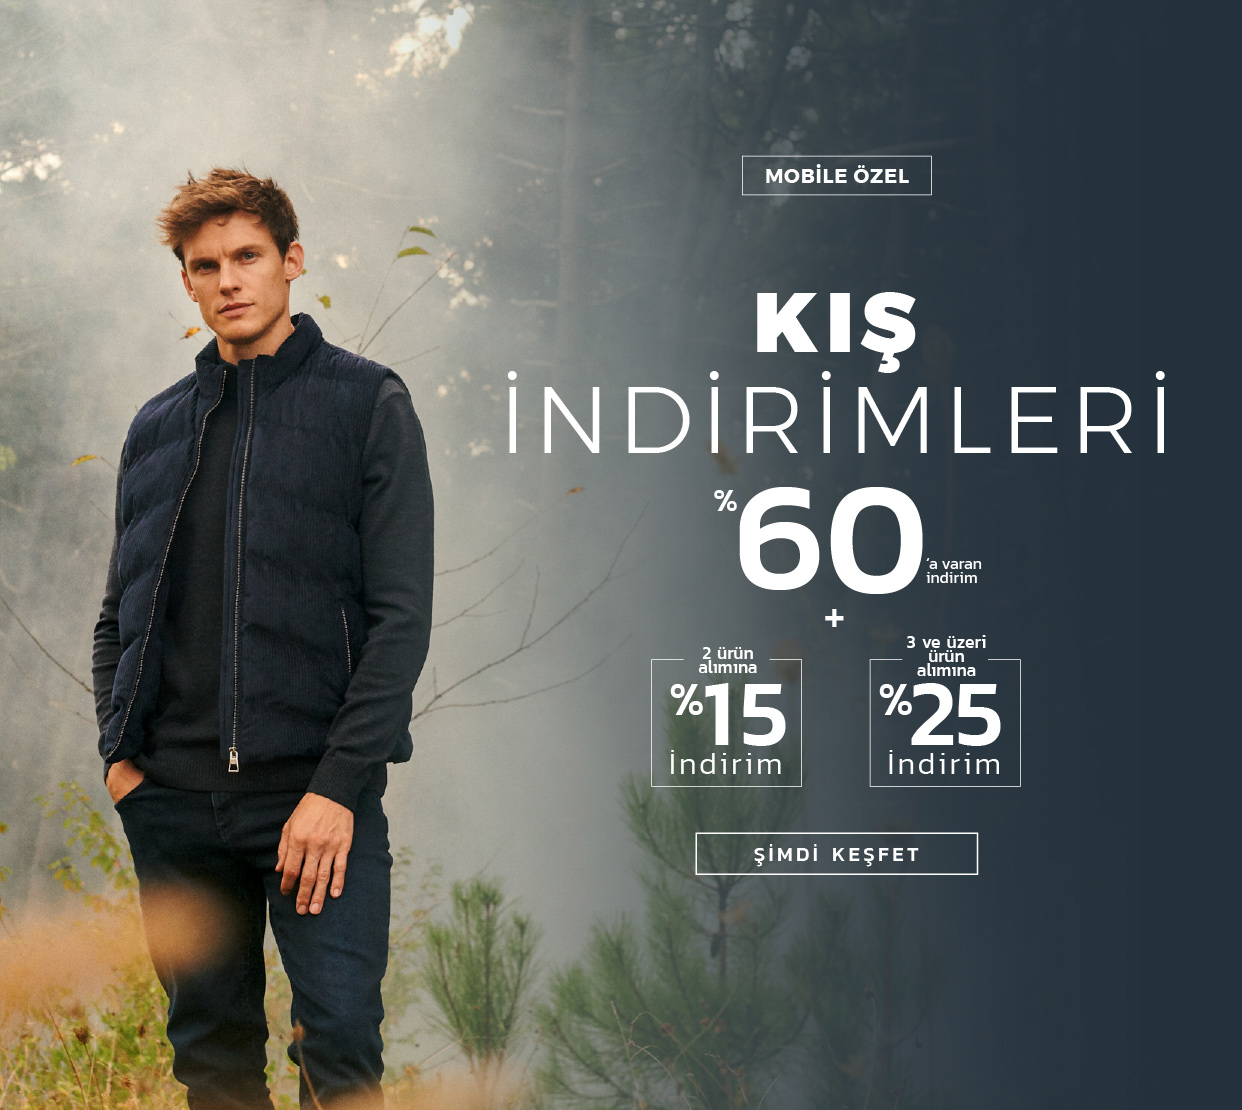 MOBİLE ÖZEL
KIŞ
İNDİRİMLERİ
%60
'a varan
indirim
+
2 ürün
alımına
%15
İndirim
3 ve üzeri
ürün
alımına
%25
İndirim
ŞİMDİ KEŞFET